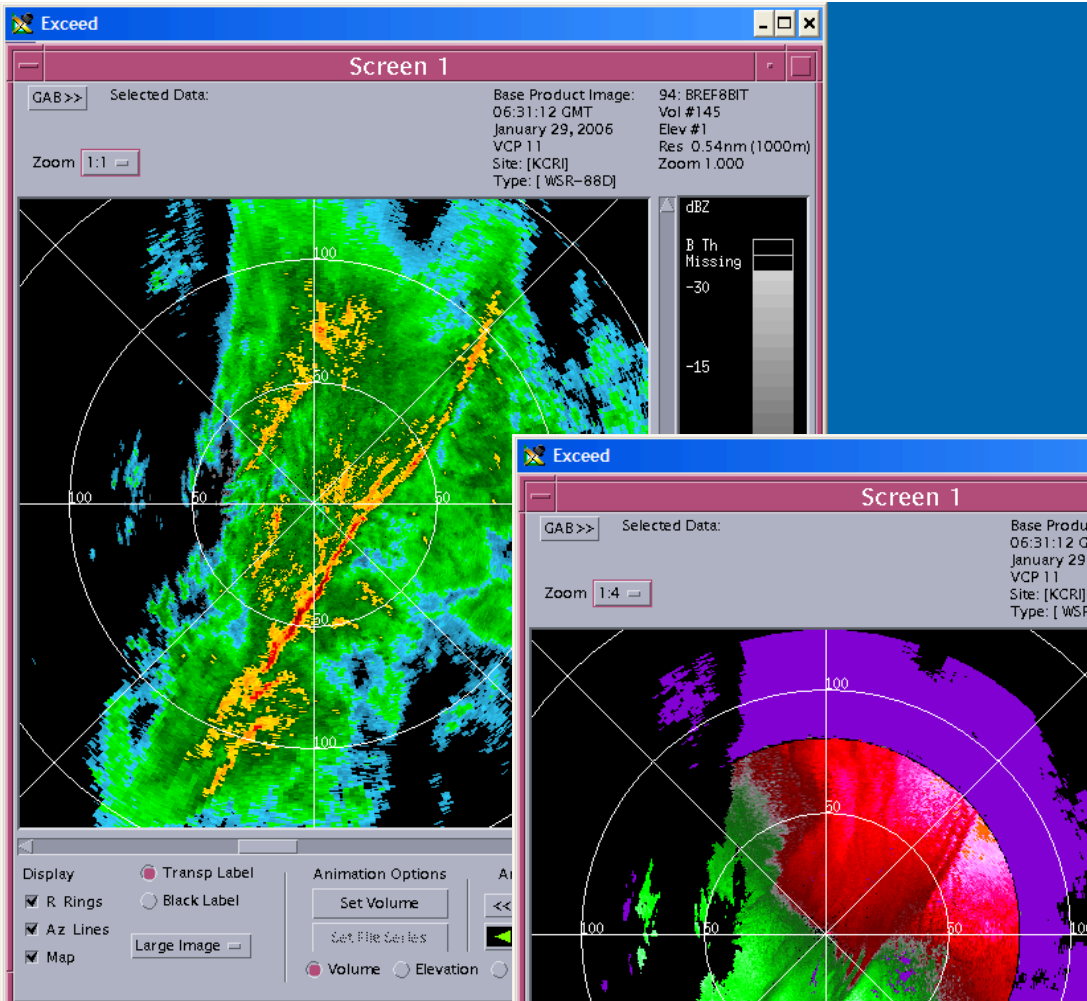 Exceed
Screen 1
GAB>>
Selected Data:
Base Product Image:
06:31:12 GMT
January 29, 2006
VCP 11
Site: [KCRI]
Type: [ WSR-88D]
94: BREF8BIT
Vol #145
Elev #1
Res 0.54nm (1000m)
Zoom 1.000
Zoom 1:1
dBZ
B Th
Missing
-30
-15
100
50
100
50
50
50
100
Display
R Rings
Az Lines
Map
Transp Label
Black Label
Large Image
Animation Options
Set Volume
Set File Series
Volume
Elevation
<<
Exceed
Screen 1
GAB>>
Selected Data:
Base Produ
06:31:12 G
January 29
VCP 11
Site: [KCRI]
Type: [ WSR
Zoom 1:4
100
50
100
50
50
100